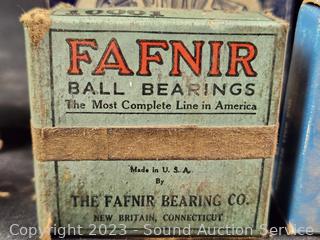 FAFNIR
BALL BEARINGS
The Most Complete Line in America
Made in U.S.A.
By
THE FAFNIR BEARING CO.
NEW BRITAIN, CONNECTICUT
Copyright 2023 - Sound Auction Service